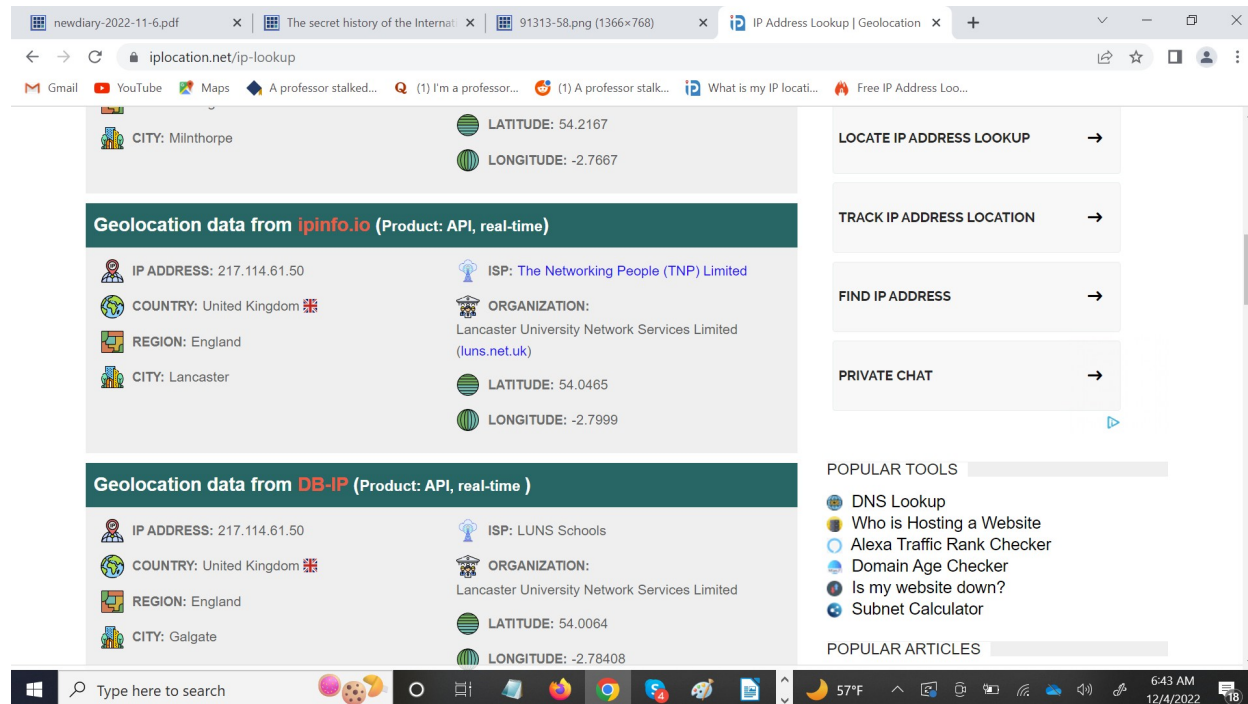 newdiary-2022-11-6.pdf
The secret history of the Internati
91313-58.png (1366×768)
IP Address Lookup | Geolocation
iplocation.net/ip-lookup
Gmail
YouTube
Maps
A professor stalked...
(1) I'm a professor...
(1) A professor stalk...
What is my IP locati...
Free IP Address Loo...
CITY: Milnthorpe
LATITUDE: 54.2167
LONGITUDE: -2.7667
Geolocation data from ipinfo.io (Product: API, real-time)
IP ADDRESS: 217.114.61.50
COUNTRY: United Kingdom
REGION: England
CITY: Lancaster
ISP: The Networking People (TNP) Limited
ORGANIZATION:
Lancaster University Network Services Limited
(luns.net.uk)
LATITUDE: 54.0465
LONGITUDE: -2.7999
Geolocation data from DB-IP (Product: API, real-time )
IP ADDRESS: 217.114.61.50
COUNTRY: United Kingdom
REGION: England
CITY: Galgate
ISP: LUNS Schools
ORGANIZATION:
Lancaster University Network Services Limited
LATITUDE: 54.0064
LONGITUDE: -2.78408
LOCATE IP ADDRESS LOOKUP
TRACK IP ADDRESS LOCATION
FIND IP ADDRESS
PRIVATE CHAT
POPULAR TOOLS
DNS Lookup
Who is Hosting a Website
Alexa Traffic Rank Checker
Domain Age Checker
Is my website down?
Subnet Calculator
POPULAR ARTICLES
Type here to search
4
57°F
6:43 AM
12/4/2022
18